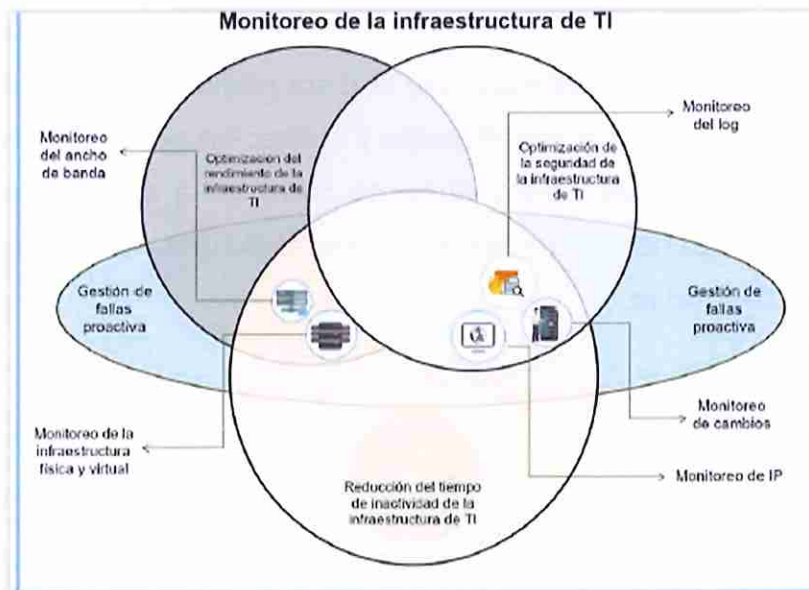 Monitoreo de la infraestructura de TI
Monitoreo
del ancho
de banda
Optimización del
rendimiento de la
infraestructura de
TI
Optimización de
la seguridad de
la infraestructura
de TI
Monitoreo
del log
Gestión de
fallas
proactiva
Gestión de
fallas
proactiva
Monitoreo de la
infraestructura
física y virtual
Reducción del tiempo
de inactividad de la
infraestructura de TI
Monitoreo
de cambios
Monitoreo de IP